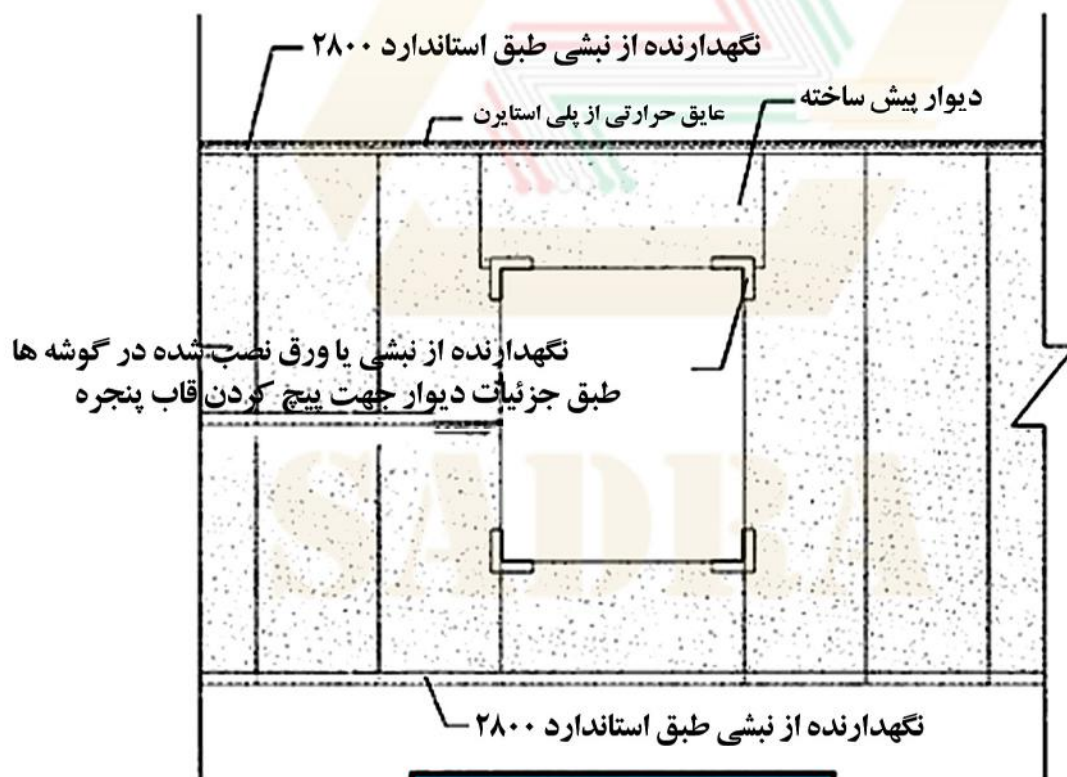 نگهدارنده از نبشی طبق استاندارد ۲۸۰۰
دیوار پیش ساخته
عایق حرارتی از پلی استایرن
نگهدارنده از نبشی یا ورق نصب شده در گوشه ها
طبق جزئیات دیوار جهت پیچ کردن قاب پنجره
SADRA
نگهدارنده از نبشی طبق استاندارد ۲۸۰۰